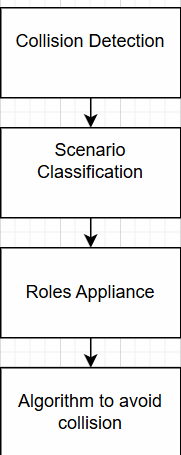 Collision Detection
Scenario
Classification
Roles Appliance
Algorithm to avoid
collision